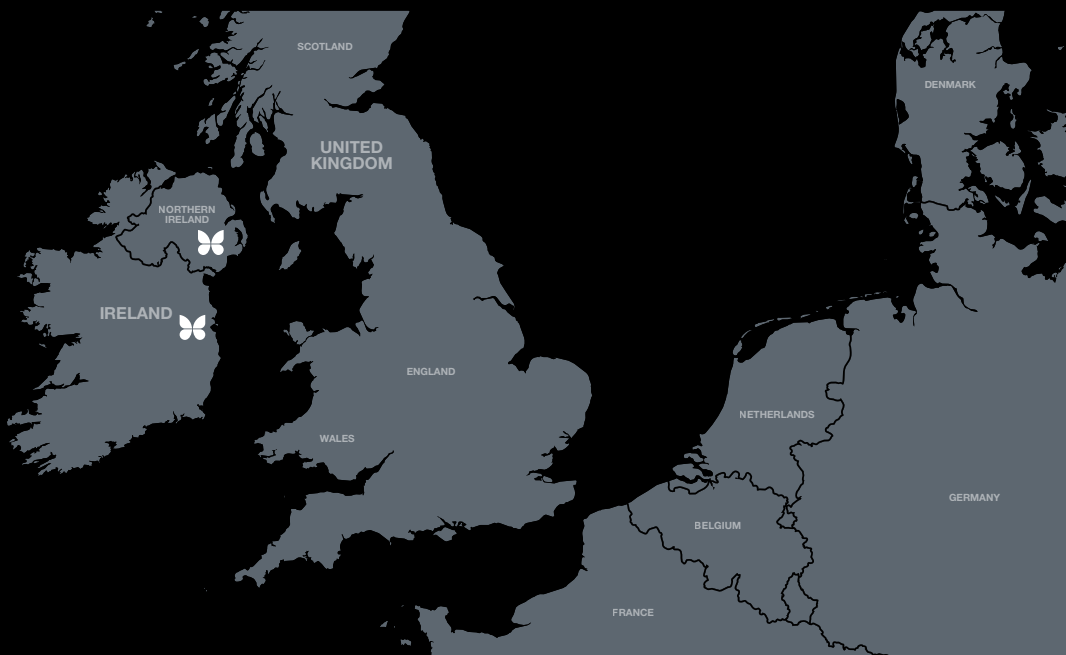 SCOTLAND
DENMARK
UNITED
KINGDOM
NORTHERN
IRELAND
IRELAND
ENGLAND
NETHERLANDS
WALES
GERMANY
BELGIUM
FRANCE